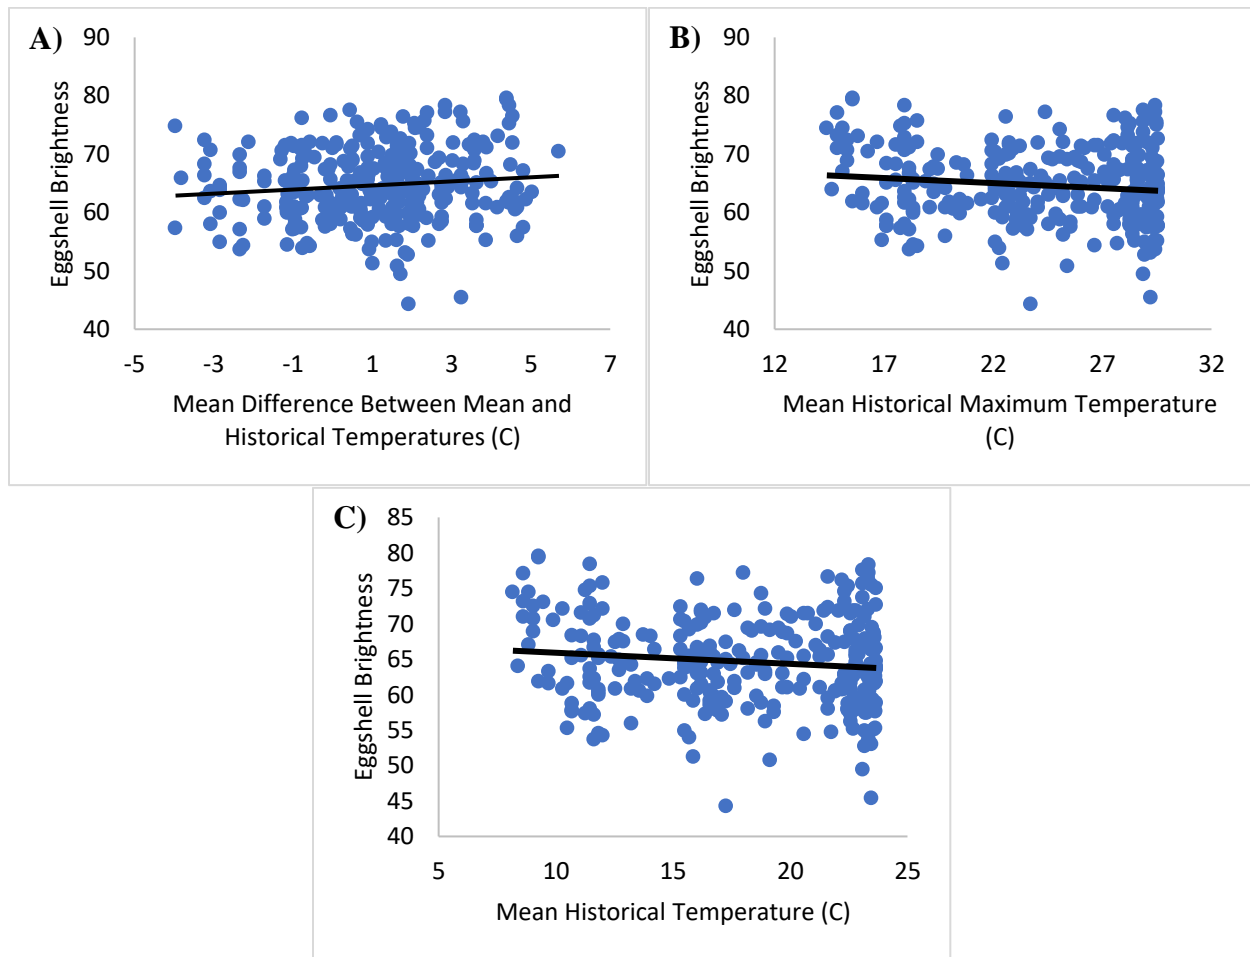 A)
90
80
70
60
50
40
Eggshell Brightness
-5 -3 -1 1 3 5 7
Mean Difference Between Mean and
Historical Temperatures (C)
B)
90
80
70
60
50
40
Eggshell Brightness
12 17 22 27 32
Mean Historical Maximum Temperature
(C)
C)
85
80
75
70
65
60
55
50
45
40
Eggshell Brightness
5 10 15 20 25
Mean Historical Temperature (C)